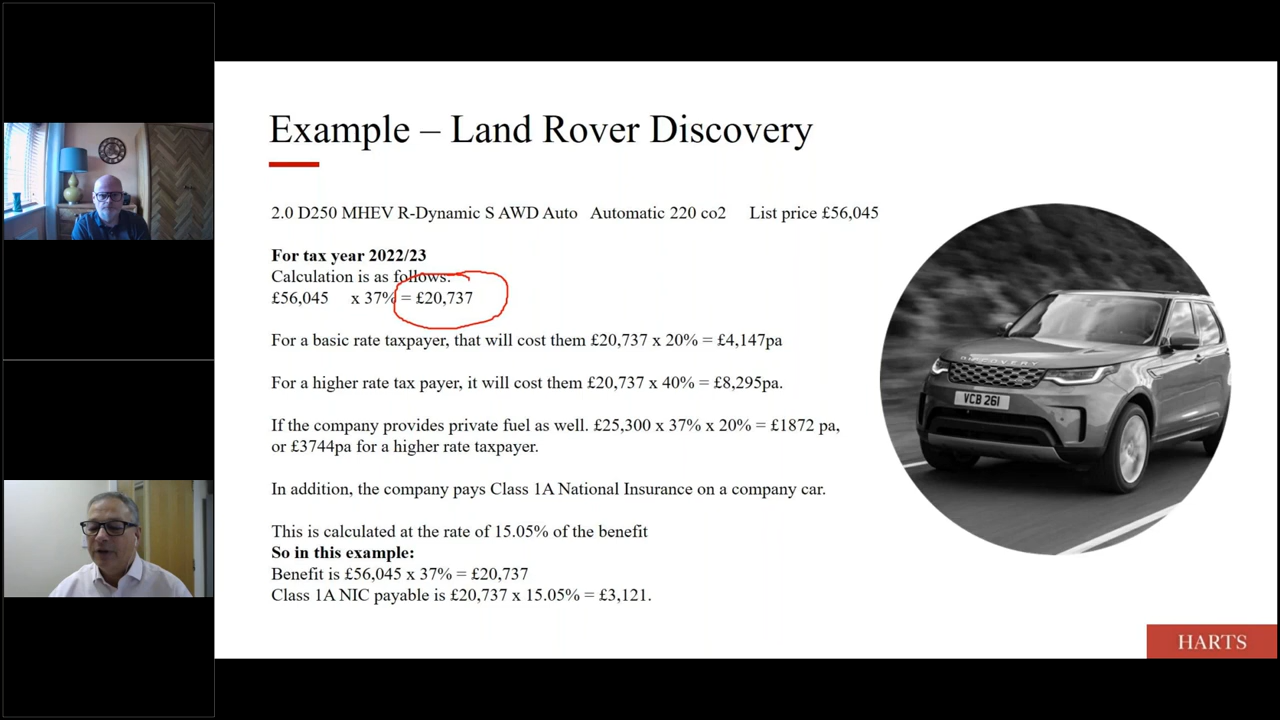 Example – Land Rover Discovery
2.0 D250 MHEV R-Dynamic S AWD Auto Automatic 220 co2 List price £56,045
For tax year 2022/23
Calculation is as follows:
£56,045 x 37% = £20,737
For a basic rate taxpayer, that will cost them £20,737 x 20% = £4,147pa
For a higher rate tax payer, it will cost them £20,737 x 40% = £8,295pa.
If the company provides private fuel as well. £25,300 x 37% x 20% = £1872 pa,
or £3744pa for a higher rate taxpayer.
In addition, the company pays Class 1A National Insurance on a company car.
This is calculated at the rate of 15.05% of the benefit
So in this example:
Benefit is £56,045 x 37% = £20,737
Class 1A NIC payable is £20,737 x 15.05% = £3,121.
DISCOVERY
VCB 261
HARTS